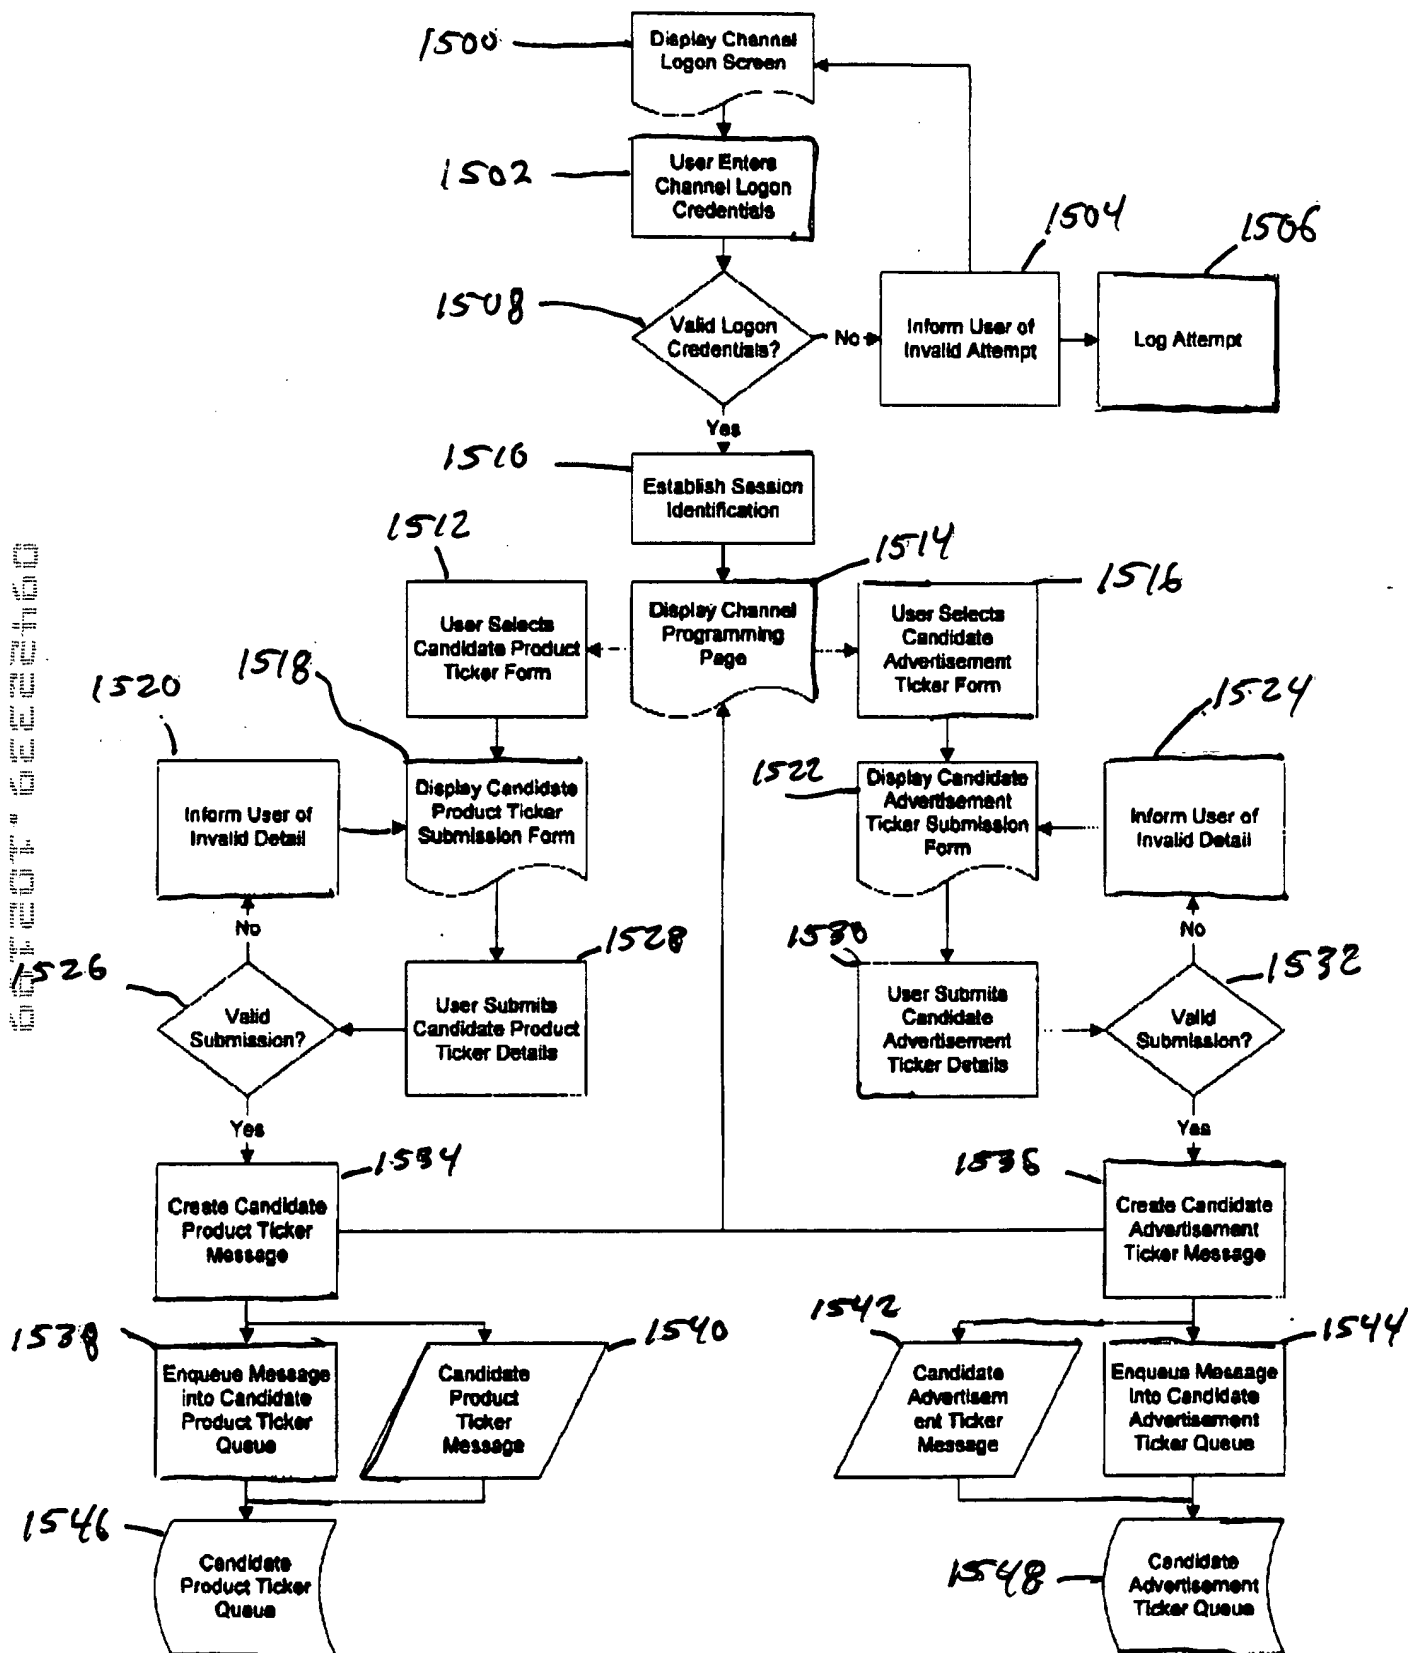 1500
Display Channel
Logon Screen
1502
User Enters
Channel Logon
Credentials
1504
1506
1508
Valid Logon
Credentials?
No
Inform User of
Invalid Attempt
Log Attempt
Yes
1510
Establish Session
Identification
1512
1514
1516
User Selects
Candidate Product
Ticker Form
Display Channel
Programming
Page
User Selects
Candidate
Advertisement
Ticker Form
1518
1520
1522
1524
Inform User of
Invalid Detail
Display Candidate
Product Ticker
Submission Form
Display Candidate
Advertisement
Ticker Submission
Form
Inform User of
Invalid Detail
No
No
1526
1528
1530
1532
Valid
Submission?
User Submits
Candidate Product
Ticker Details
User Submits
Candidate
Advertisement
Ticker Details
Valid
Submission?
Yes
Yes
1534
1536
Create Candidate
Product Ticker
Message
Create Candidate
Advertisement
Ticker Message
1538
1540
1542
1544
Enqueue Message
into Candidate
Product Ticker
Queue
Candidate
Product
Ticker
Message
Candidate
Advertisem
ent Ticker
Message
Enqueue Message
into Candidate
Advertisement
Ticker Queue
1546
1548
Candidate
Product Ticker
Queue
Candidate
Advertisement
Ticker Queue